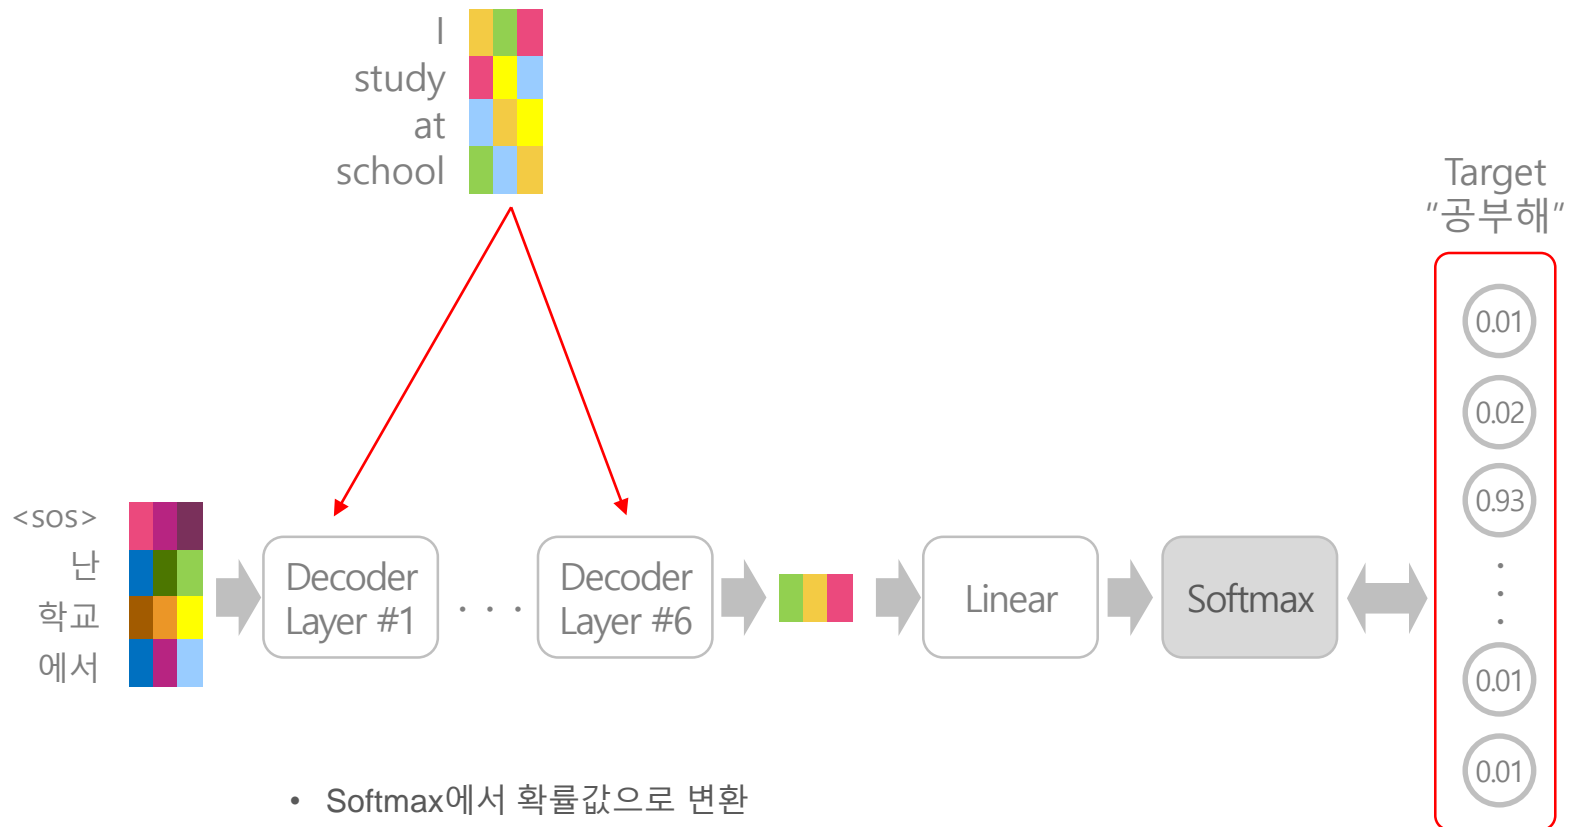 I
study
at
school
Target
"공부해"
0.01
0.02
0.93
.
.
.
0.01
0.01
<sos>
난
학교
에서
Decoder
Layer #1
. . .
Decoder
Layer #6
Linear
Softmax
• Softmax에서 확률값으로 변환